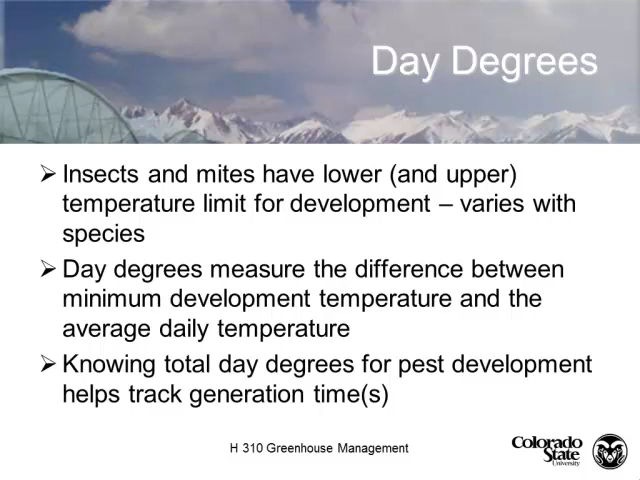 Day Degrees
➢ Insects and mites have lower (and upper)
temperature limit for development – varies with
species
➢ Day degrees measure the difference between
minimum development temperature and the
average daily temperature
➢ Knowing total day degrees for pest development
helps track generation time(s)
H 310 Greenhouse Management
Colorado
State
University